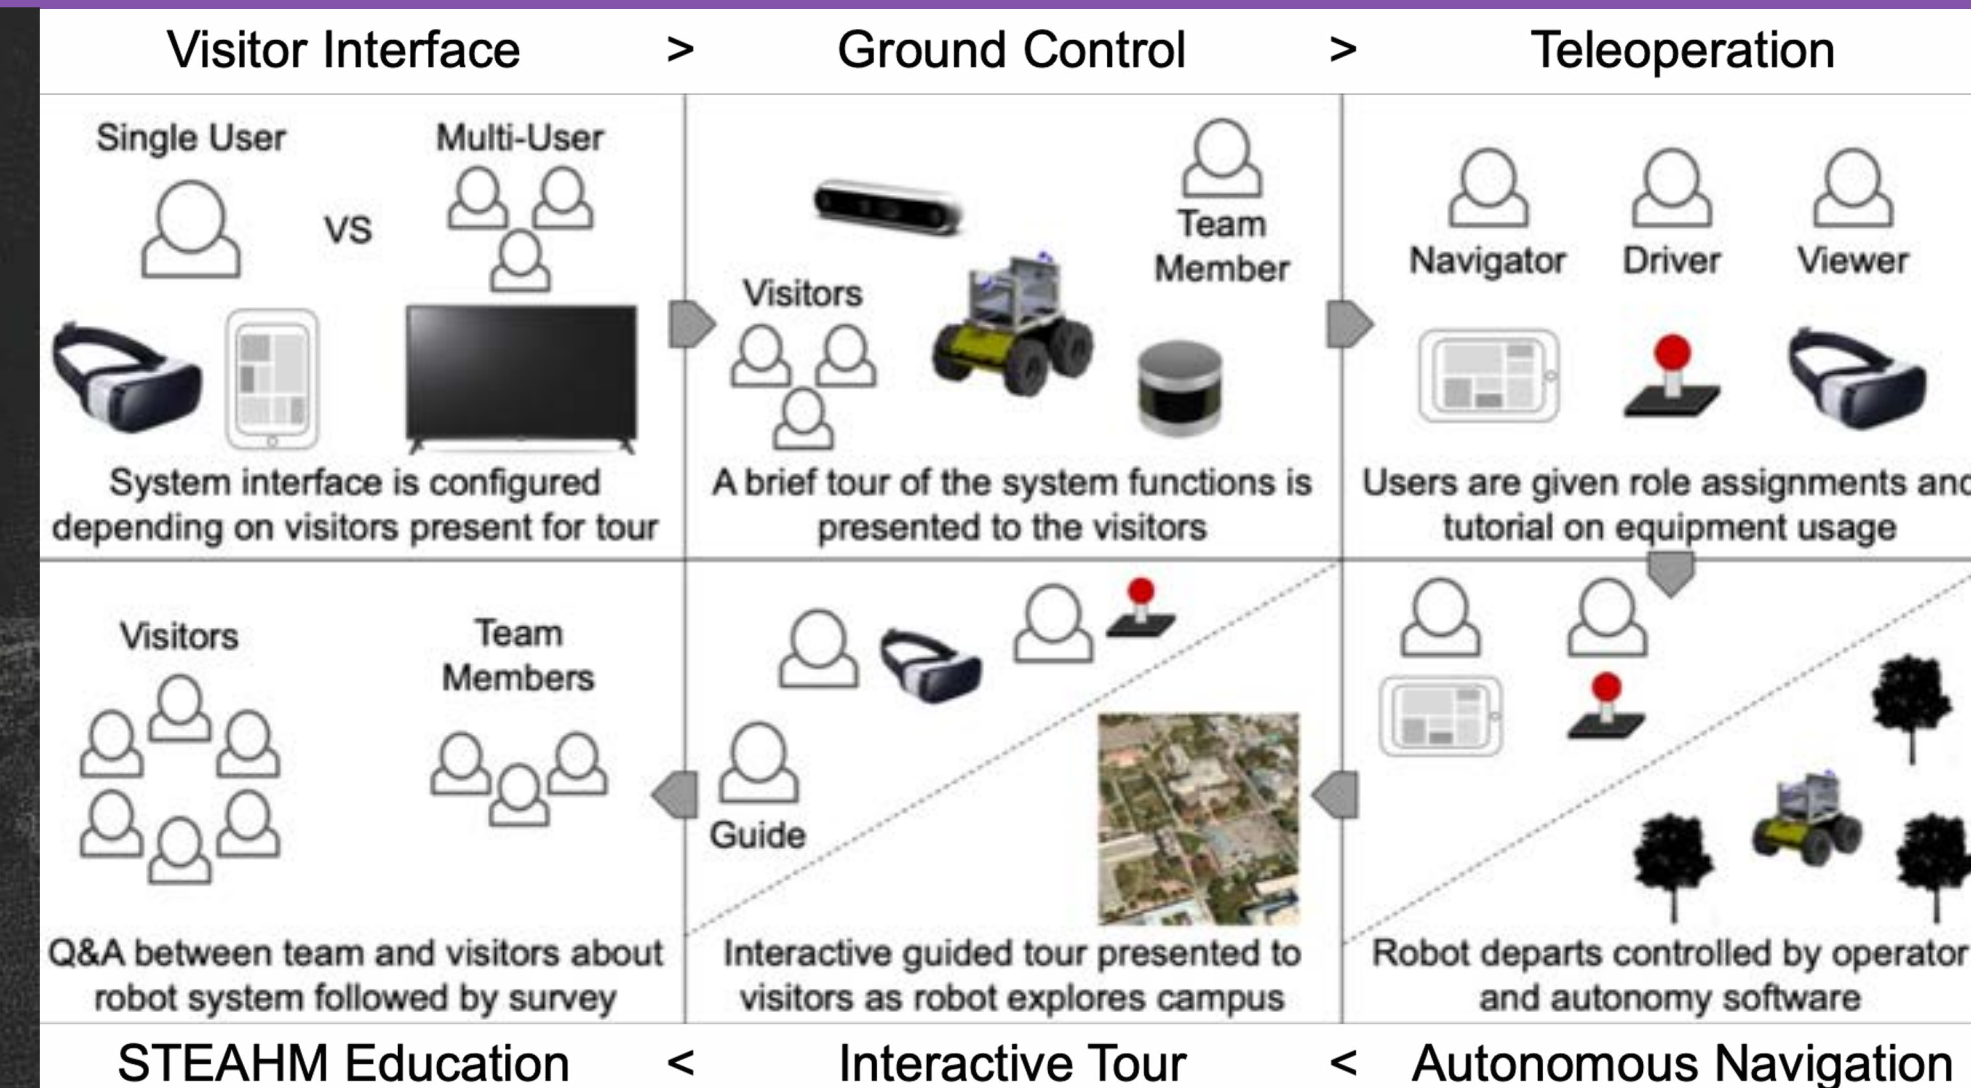 Visitor Interface > Ground Control > Teleoperation
Single User
VS
Multi-User
System interface is configured
depending on visitors present for tour
Visitors
Team
Member
A brief tour of the system functions is
presented to the visitors
Navigator
Driver
Viewer
Users are given role assignments and
tutorial on equipment usage
Visitors
Team
Members
Q&A between team and visitors about
robot system followed by survey
Guide
Interactive guided tour presented to
visitors as robot explores campus
Robot departs controlled by operator
and autonomy software
STEAHM Education < Interactive Tour < Autonomous Navigation